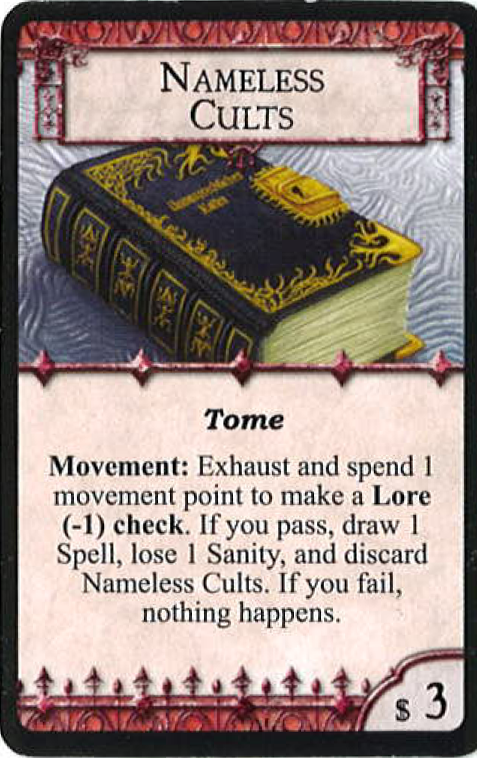 NAMELESS
CULTS
Tome
Movement: Exhaust and spend 1
movement point to make a Lore
(-1) check. If you pass, draw 1
Spell, lose 1 Sanity, and discard
Nameless Cults. If you fail,
nothing happens.
$ 3